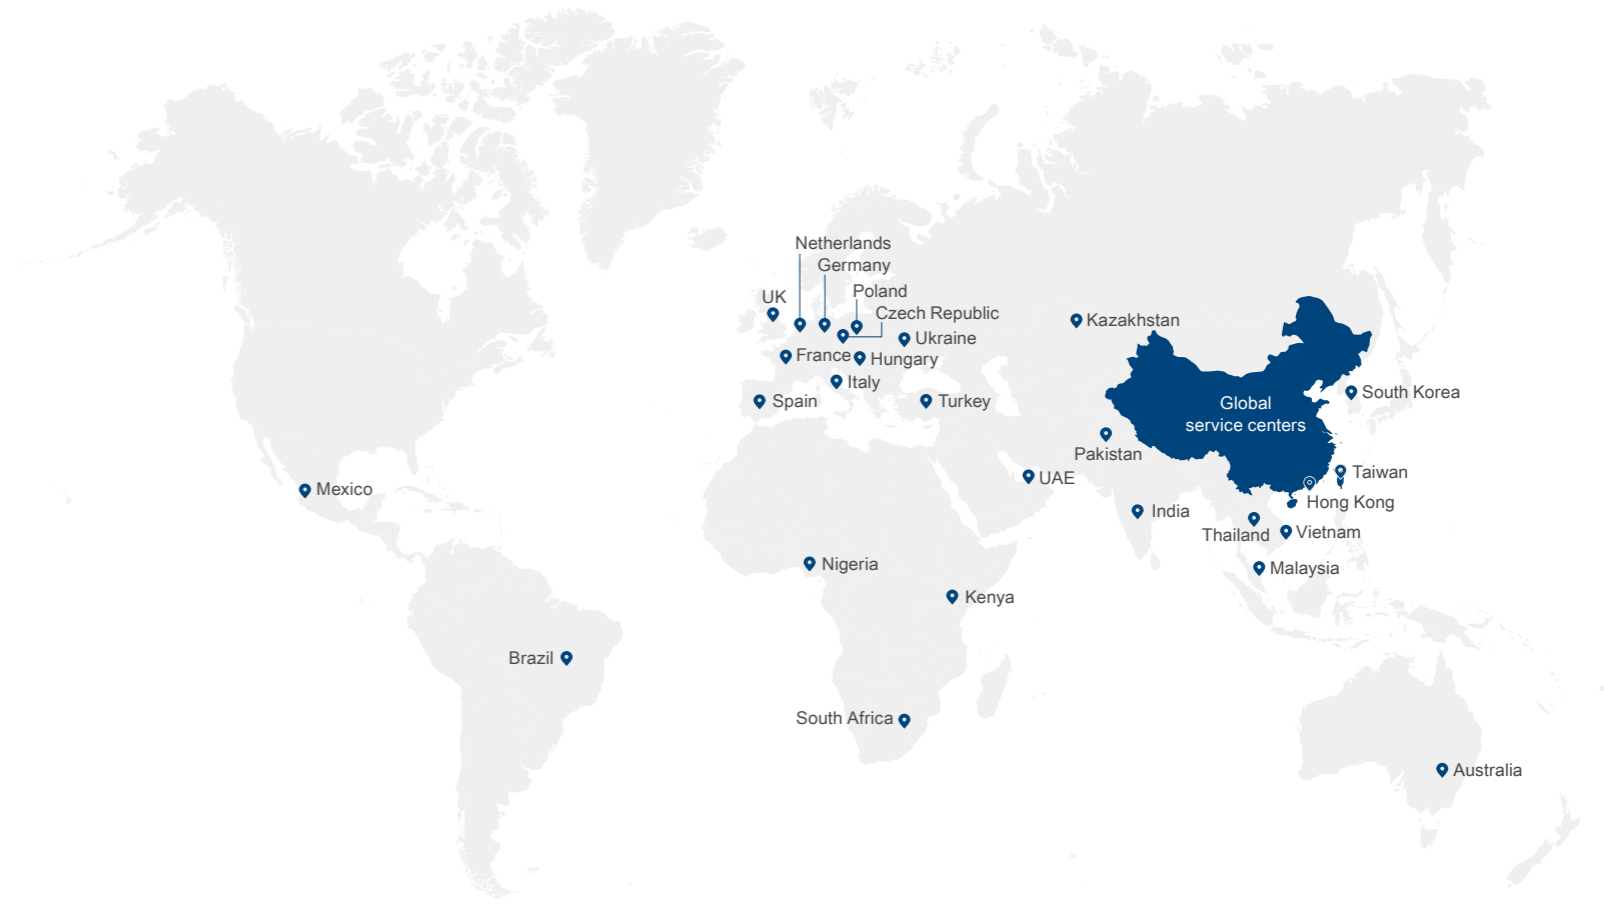 Netherlands
Germany
UK
Poland
Czech Republic
Kazakhstan
Ukraine
France
Hungary
Italy
Spain
Turkey
South Korea
Global
service centers
Pakistan
Taiwan
UAE
Mexico
Hong Kong
India
Thailand
Vietnam
Nigeria
Malaysia
Kenya
Brazil
South Africa
Australia